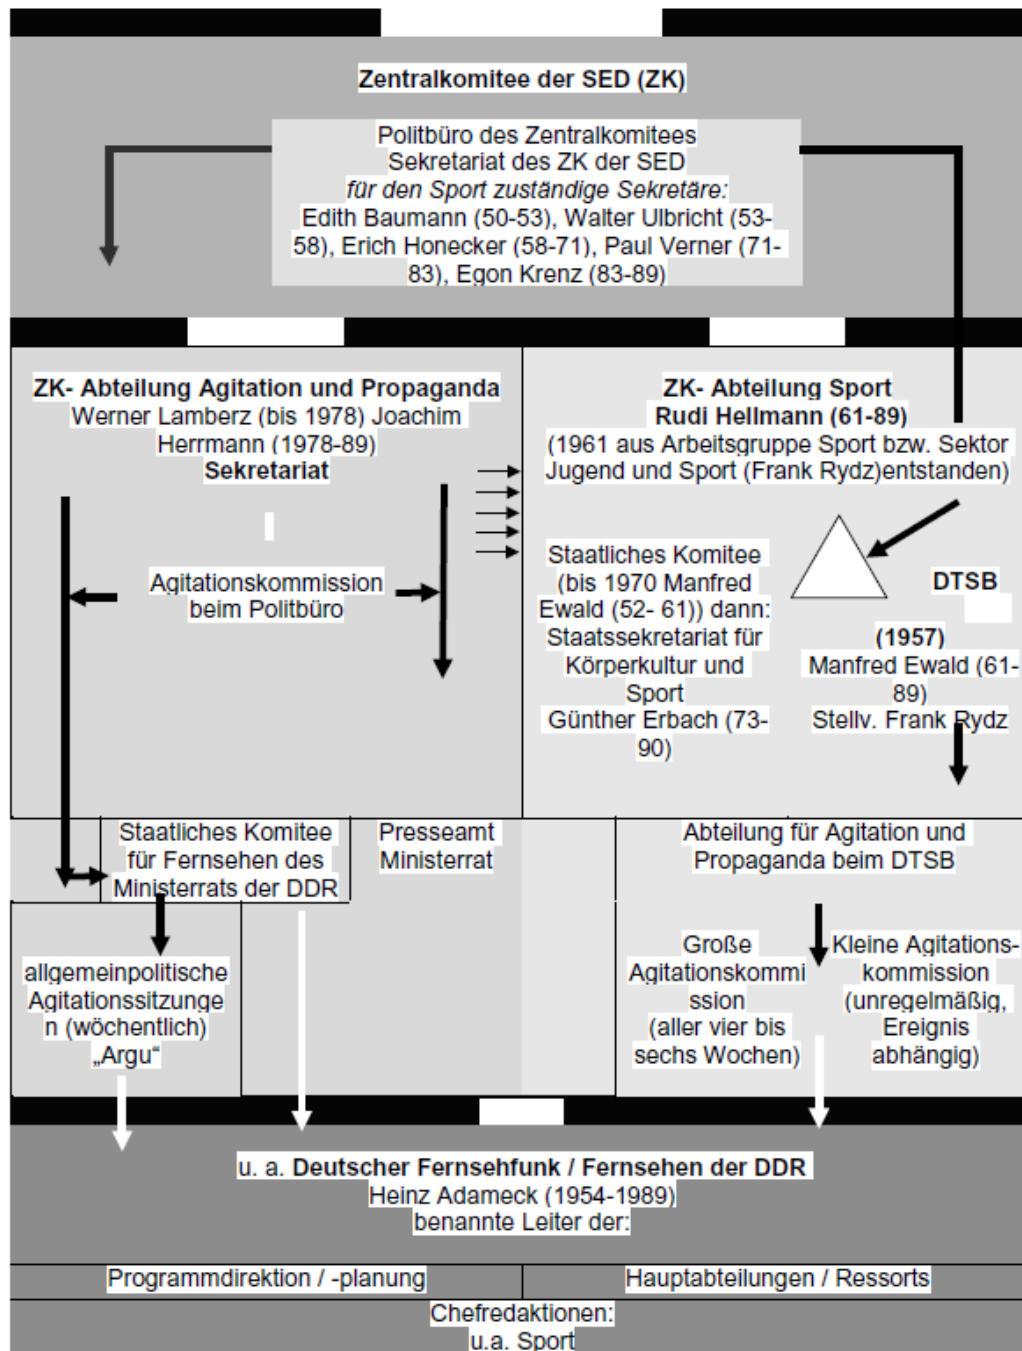 Zentralkomitee der SED (ZK)
Politbüro des Zentralkomitees
Sekretariat des ZK der SED
für den Sport zuständige Sekretäre:
Edith Baumann (50-53), Walter Ulbricht (53-
58), Erich Honecker (58-71), Paul Verner (71-
83), Egon Krenz (83-89)
ZK- Abteilung Agitation und Propaganda
Werner Lamberz (bis 1978) Joachim
Herrmann (1978-89)
Sekretariat
Agitationskommission
beim Politbüro
ZK- Abteilung Sport
Rudi Hellmann (61-89)
(1961 aus Arbeitsgruppe Sport bzw. Sektor
Jugend und Sport (Frank Rydz)entstanden)
Staatliches Komitee
(bis 1970 Manfred
Ewald (52- 61)) dann:
Staatssekretariat für
Körperkultur und
Sport
Günther Erbach (73-
90)
DTSB
(1957)
Manfred Ewald (61-
89)
Stellv. Frank Rydz
Staatliches Komitee
für Fernsehen des
Ministerrats der DDR
Presseamt
Ministerrat
Abteilung für Agitation und
Propaganda beim DTSB
allgemeinpolitische
Agitationssitzunge
n (wöchentlich)
„Argu“
Große
Agitationskommi
ssion
(aller vier bis
sechs Wochen)
Kleine Agitations-
kommission
(unregelmäßig,
Ereignis
abhängig)
u. a. Deutscher Fernsehfunk / Fernsehen der DDR
Heinz Adameck (1954-1989)
benannte Leiter der:
Programmdirektion / -planung
Hauptabteilungen / Ressorts
Chefredaktionen:
u.a. Sport